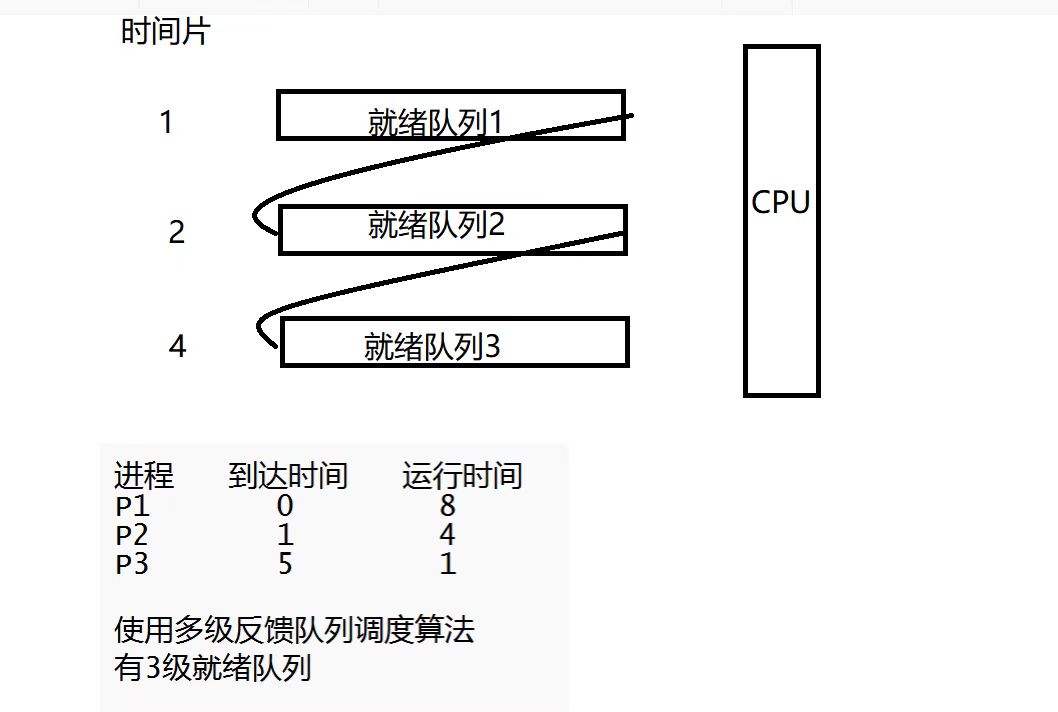 时间片
1
就绪队列1
CPU
2
就绪队列2
4
就绪队列3
进程 到达时间 运行时间
P1 0 8
P2 1 4
P3 5 1
使用多级反馈队列调度算法
有3级就绪队列